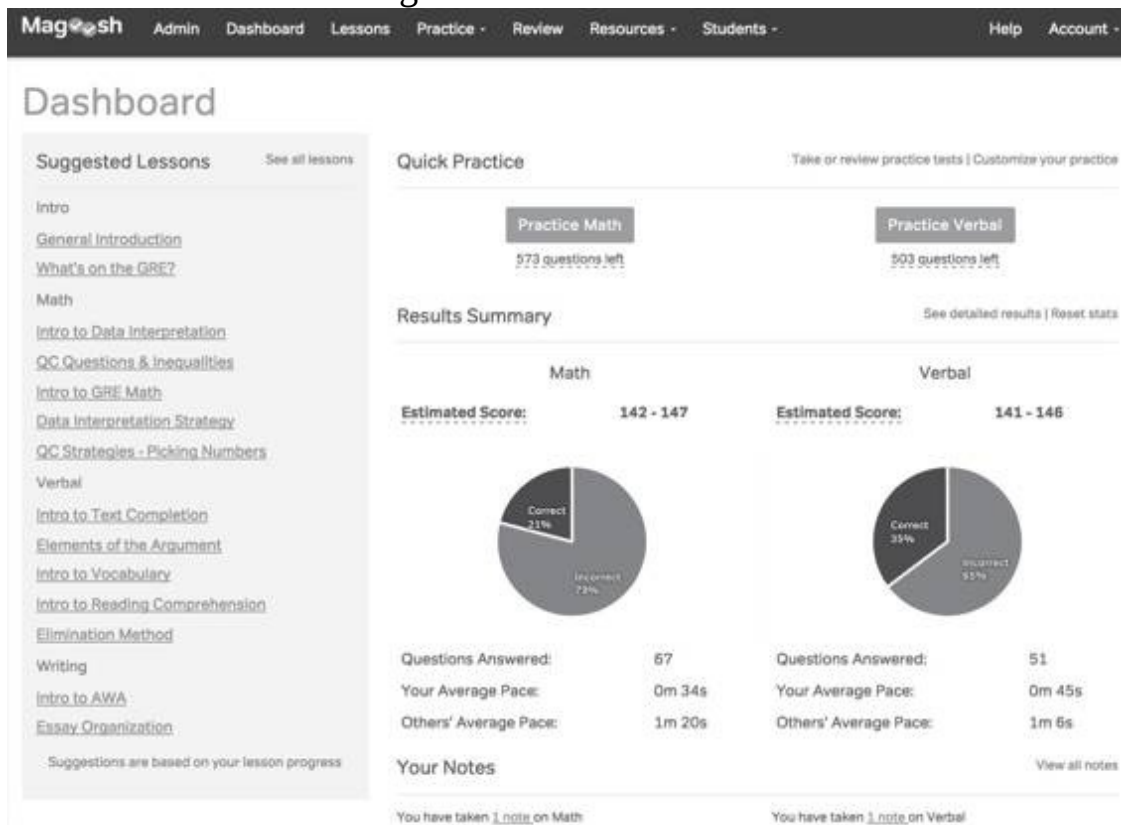 Magoosh Admin Dashboard Lessons Practice - Review Resources - Students - Help Account -
Dashboard
Suggested Lessons See all lessons
Intro
General Introduction
What's on the GRE?
Math
Intro to Data Interpretation
QC Questions & Inequalities
Intro to GRE Math
Data Interpretation Strategy
QC Strategies - Picking Numbers
Verbal
Intro to Text Completion
Elements of the Argument
Intro to Vocabulary
Intro to Reading Comprehension
Elimination Method
Writing
Intro to AWA
Essay Organization
Suggestions are based on your lesson progress
Quick Practice Take or review practice tests | Customize your practice
Practice Math Practice Verbal
573 questions left 503 questions left
Results Summary See detailed results | Reset stats
Math Verbal
Estimated Score: 142 - 147 Estimated Score: 141 - 146
Correct Correct
21% 35%
Incorrect Incorrect
79% 65%
Questions Answered: 67 Questions Answered: 51
Your Average Pace: 0m 34s Your Average Pace: 0m 45s
Others' Average Pace: 1m 20s Others' Average Pace: 1m 6s
Your Notes View all notes
You have taken 1 note on Math You have taken 1 note on Verbal